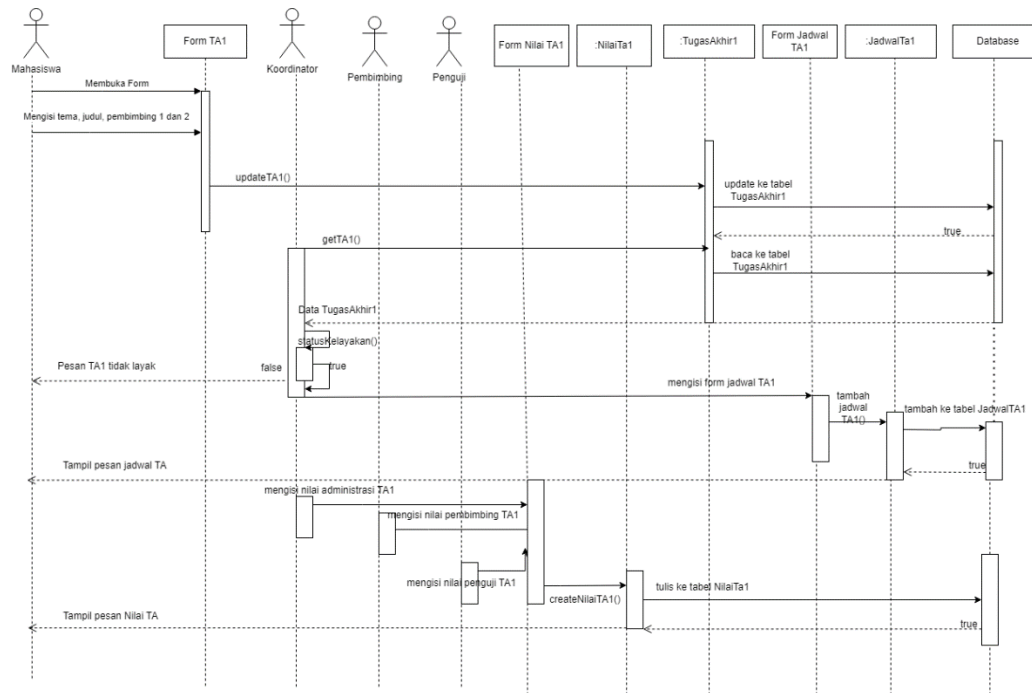 Mahasiswa
Form TA1
Koordinator
Pembimbing
Penguji
Form Nilai TA1
:NilaiTa1
:TugasAkhir1
Form Jadwal
TA1
:JadwalTa1
Database
Membuka Form
Mengisi tema, judul, pembimbing 1 dan 2
updateTA1()
update ke tabel
TugasAkhir1
true
getTA1()
baca ke tabel
TugasAkhir1
Data TugasAkhir1
statusKelayakan()
Pesan TA1 tidak layak
false
true
mengisi form jadwal TA1
tambah
jadwal
TA1()
tambah ke tabel JadwalTA1
true
Tampil pesan jadwal TA
mengisi nilai administrasi TA1
mengisi nilai pembimbing TA1
mengisi nilai penguji TA1
createNilaiTA1()
tulis ke tabel NilaiTa1
true
Tampil pesan Nilai TA